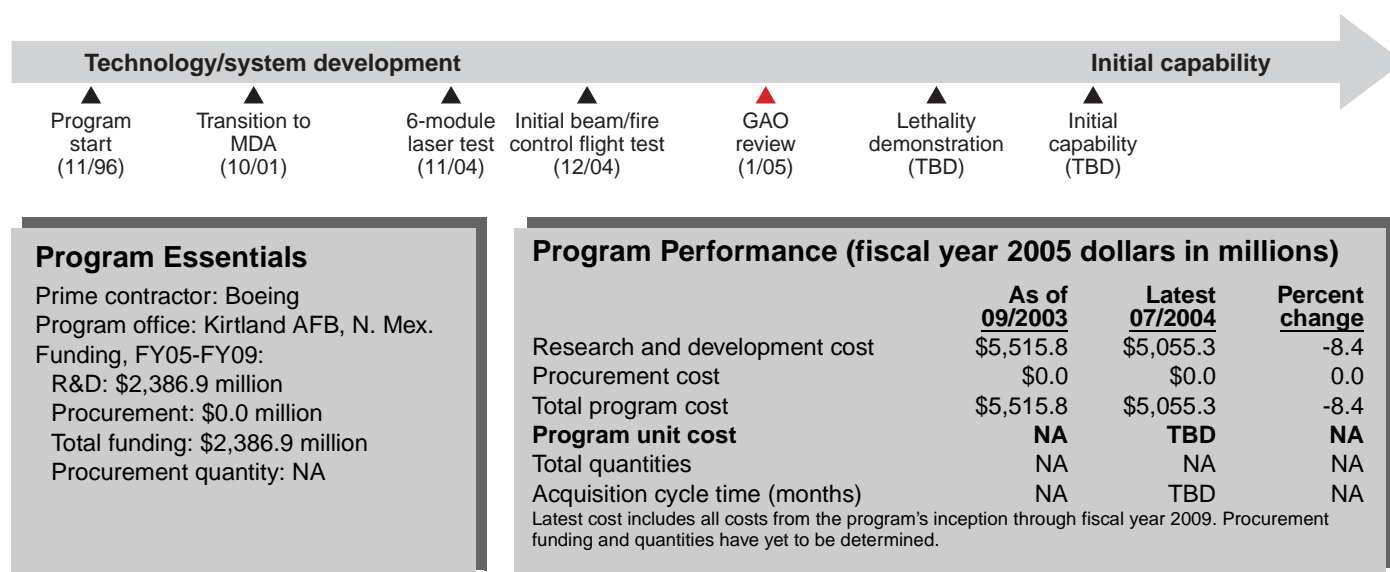 Technology/system development Initial capability
Program start (11/96)
Transition to MDA (10/01)
6-module laser test (11/04)
Initial beam/fire control flight test (12/04)
GAO review (1/05)
Lethality demonstration (TBD)
Initial capability (TBD)
Program Essentials
Prime contractor: Boeing
Program office: Kirtland AFB, N. Mex.
Funding, FY05-FY09:
R&D: $2,386.9 million
Procurement: $0.0 million
Total funding: $2,386.9 million
Procurement quantity: NA
Program Performance (fiscal year 2005 dollars in millions)
As of 09/2003 Latest 07/2004 Percent change
Research and development cost $5,515.8 $5,055.3 -8.4
Procurement cost $0.0 $0.0 0.0
Total program cost $5,515.8 $5,055.3 -8.4
Program unit cost NA TBD NA
Total quantities NA NA NA
Acquisition cycle time (months) NA TBD NA
Latest cost includes all costs from the program's inception through fiscal year 2009. Procurement
funding and quantities have yet to be determined.